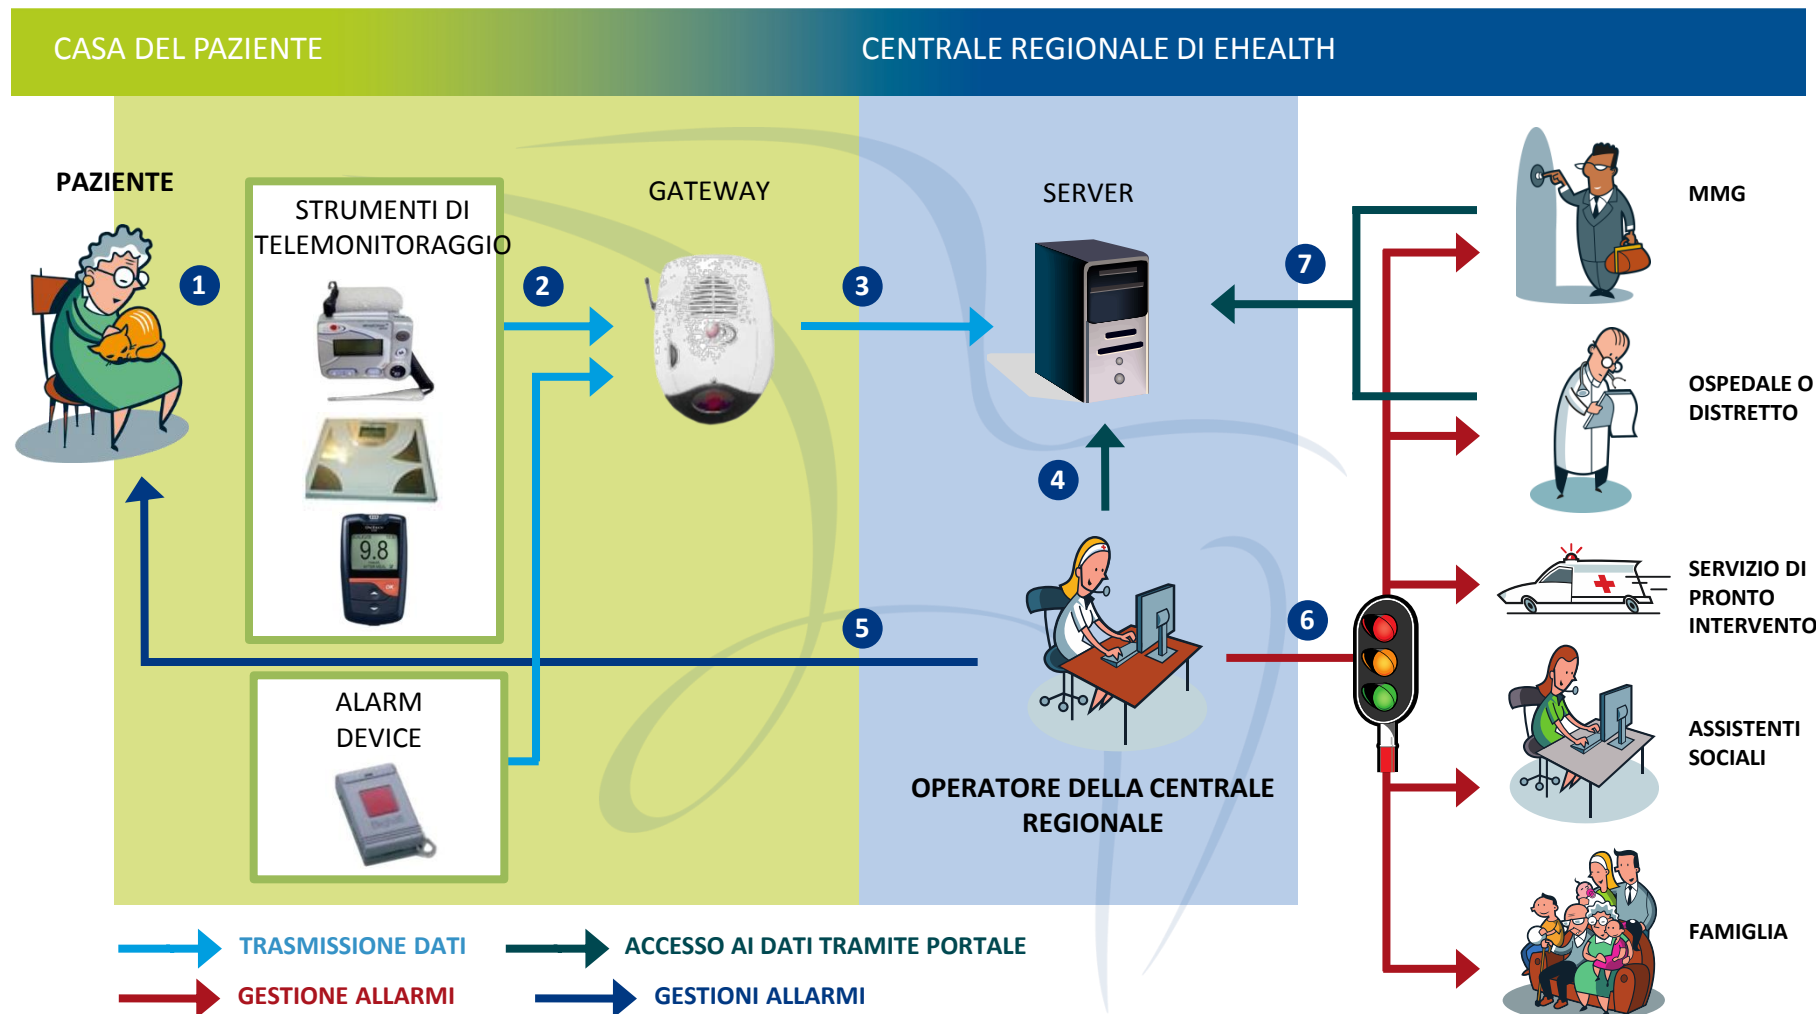 CASA DEL PAZIENTE
CENTRALE REGIONALE DI EHEALTH
PAZIENTE
1
STRUMENTI DI
TELEMONITORAGGIO
9.8
2
GATEWAY
3
SERVER
7
MMG
OSPEDALE O
DISTRETTO
4
SERVIZIO DI
PRONTO
INTERVENTO
5
6
ALARM
DEVICE
ASSISTENTI
SOCIALI
OPERATORE DELLA CENTRALE
REGIONALE
FAMIGLIA
TRASMISSIONE DATI
ACCESSO AI DATI TRAMITE PORTALE
GESTIONE ALLARMI
GESTIONI ALLARMI